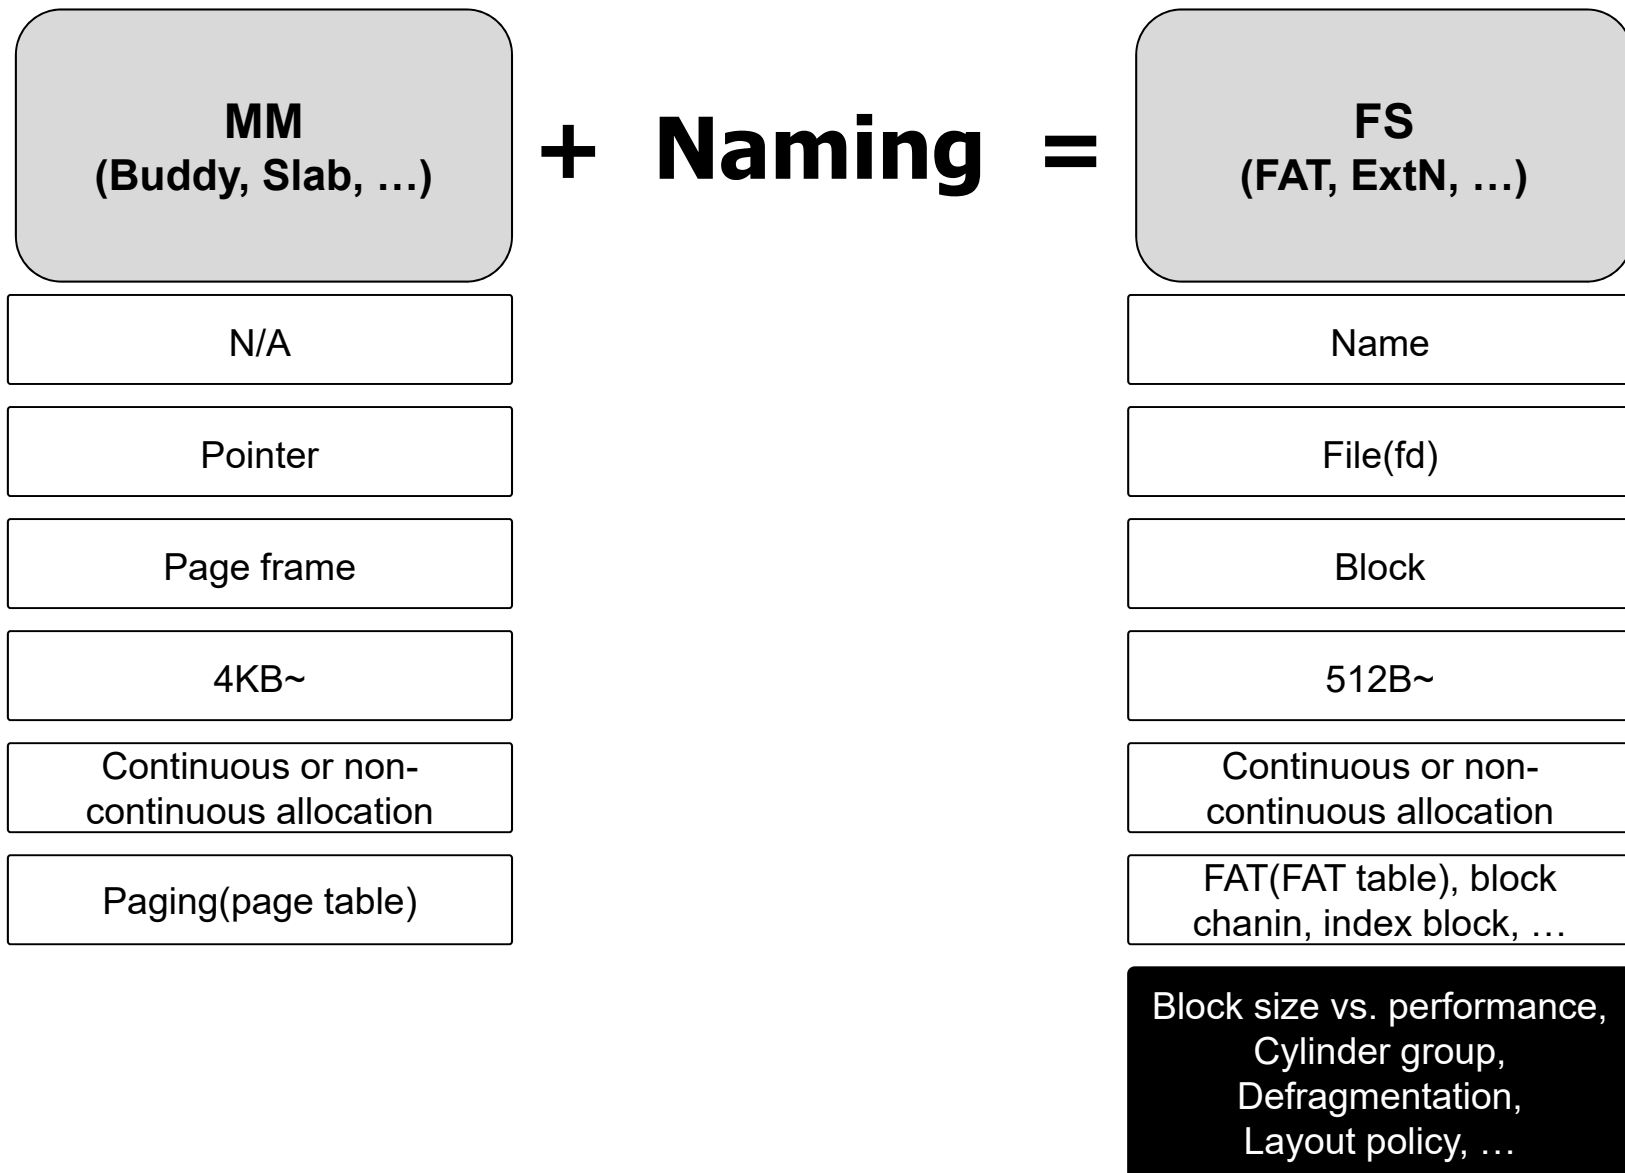 MM
(Buddy, Slab, …)
+ Naming =
FS
(FAT, ExtN, …)
N/A
Name
Pointer
File(fd)
Page frame
Block
4KB~
512B~
Continuous or non-
continuous allocation
Continuous or non-
continuous allocation
Paging(page table)
FAT(FAT table), block
chanin, index block, …
Block size vs. performance,
Cylinder group,
Defragmentation,
Layout policy, …